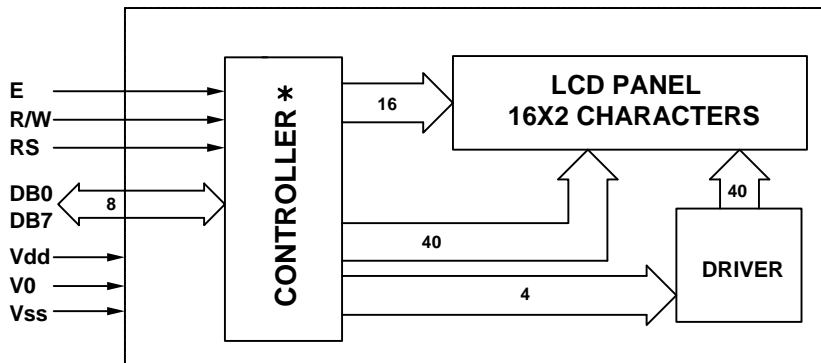 E
R/W
RS
DB0
DB7
8
Vdd
V0
Vss
CONTROLLER*
16
40
4
LCD PANEL
16X2 CHARACTERS
40
DRIVER